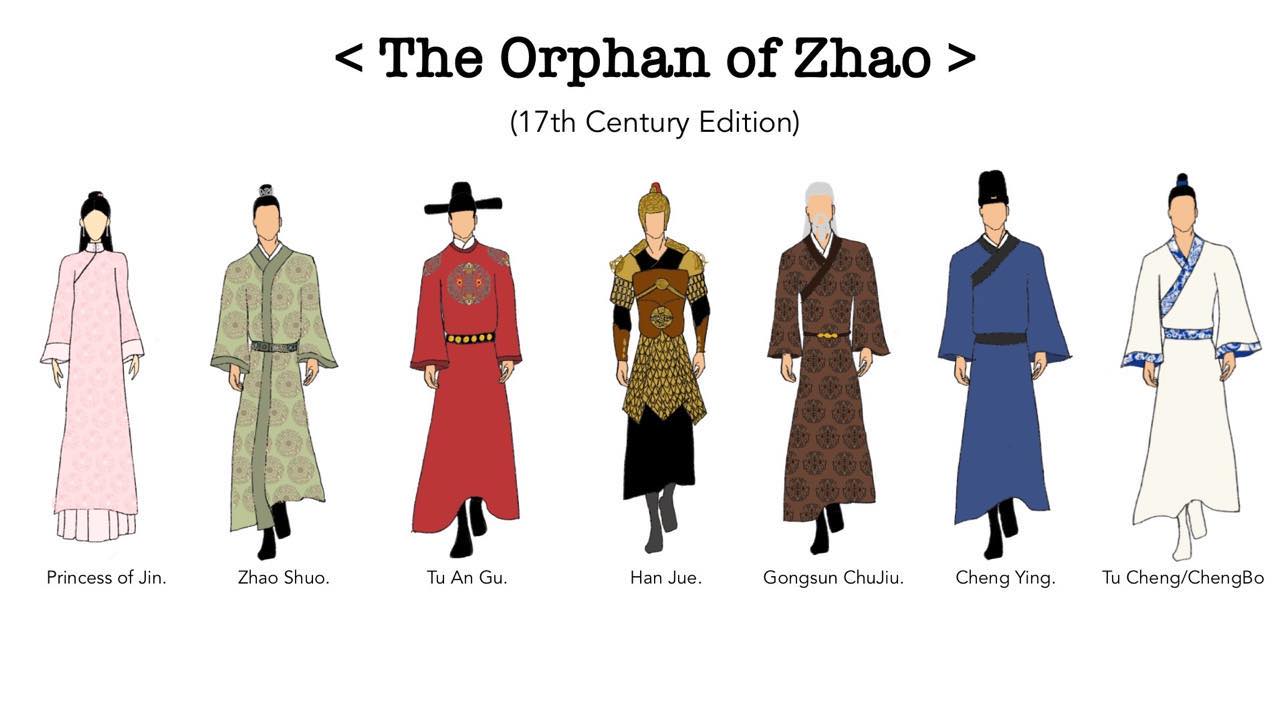 < The Orphan of Zhao >
(17th Century Edition)
Princess of Jin.
Zhao Shuo.
Tu An Gu.
Han Jue.
Gongsun ChuJiu.
Cheng Ying.
Tu Cheng/ChengBo